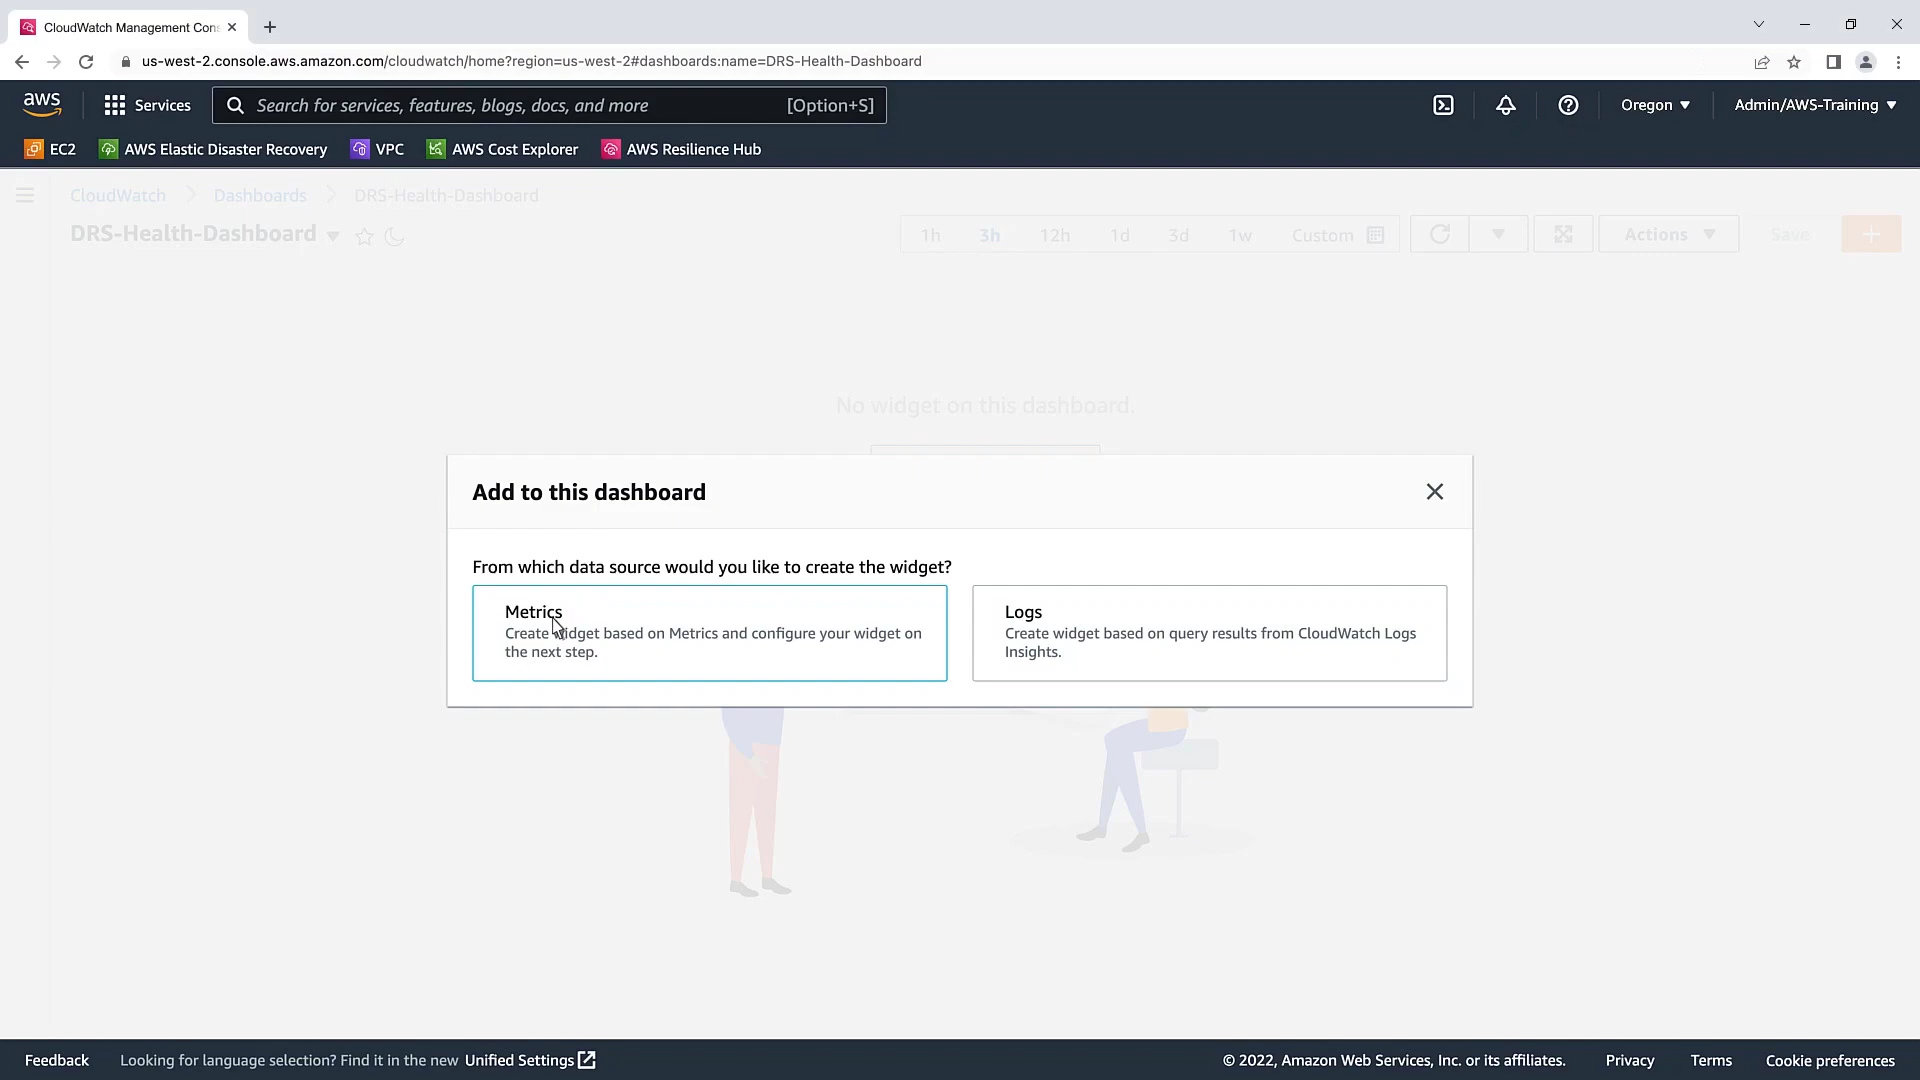 CloudWatch Management Con
us-west-2.console.aws.amazon.com/cloudwatch/home?region=us-west-2#dashboards:name=DRS-Health-Dashboard
aws
Services
Search for services, features, blogs, docs, and more
[Option+S]
Oregon
Admin/AWS-Training
EC2
AWS Elastic Disaster Recovery
VPC
AWS Cost Explorer
AWS Resilience Hub
CloudWatch
Dashboards
DRS-Health-Dashboard
DRS-Health-Dashboard
1h
3h
12h
1d
3d
1w
Custom
Actions
Save
No widget on this dashboard.
Add to this dashboard
From which data source would you like to create the widget?
Metrics
Create widget based on Metrics and configure your widget on
the next step.
Logs
Create widget based on query results from CloudWatch Logs
Insights.
Feedback
Looking for language selection? Find it in the new Unified Settings
© 2022, Amazon Web Services, Inc. or its affiliates.
Privacy
Terms
Cookie preferences